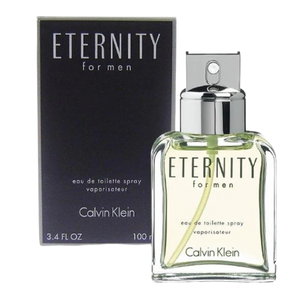 ETERNITY
for men
eau de toilette spray
vaporisateur
Calvin Klein
3.4 FL OZ 100
ETERNITY
for men
eau de toilette spray
vaporisateur
Calvin Klein